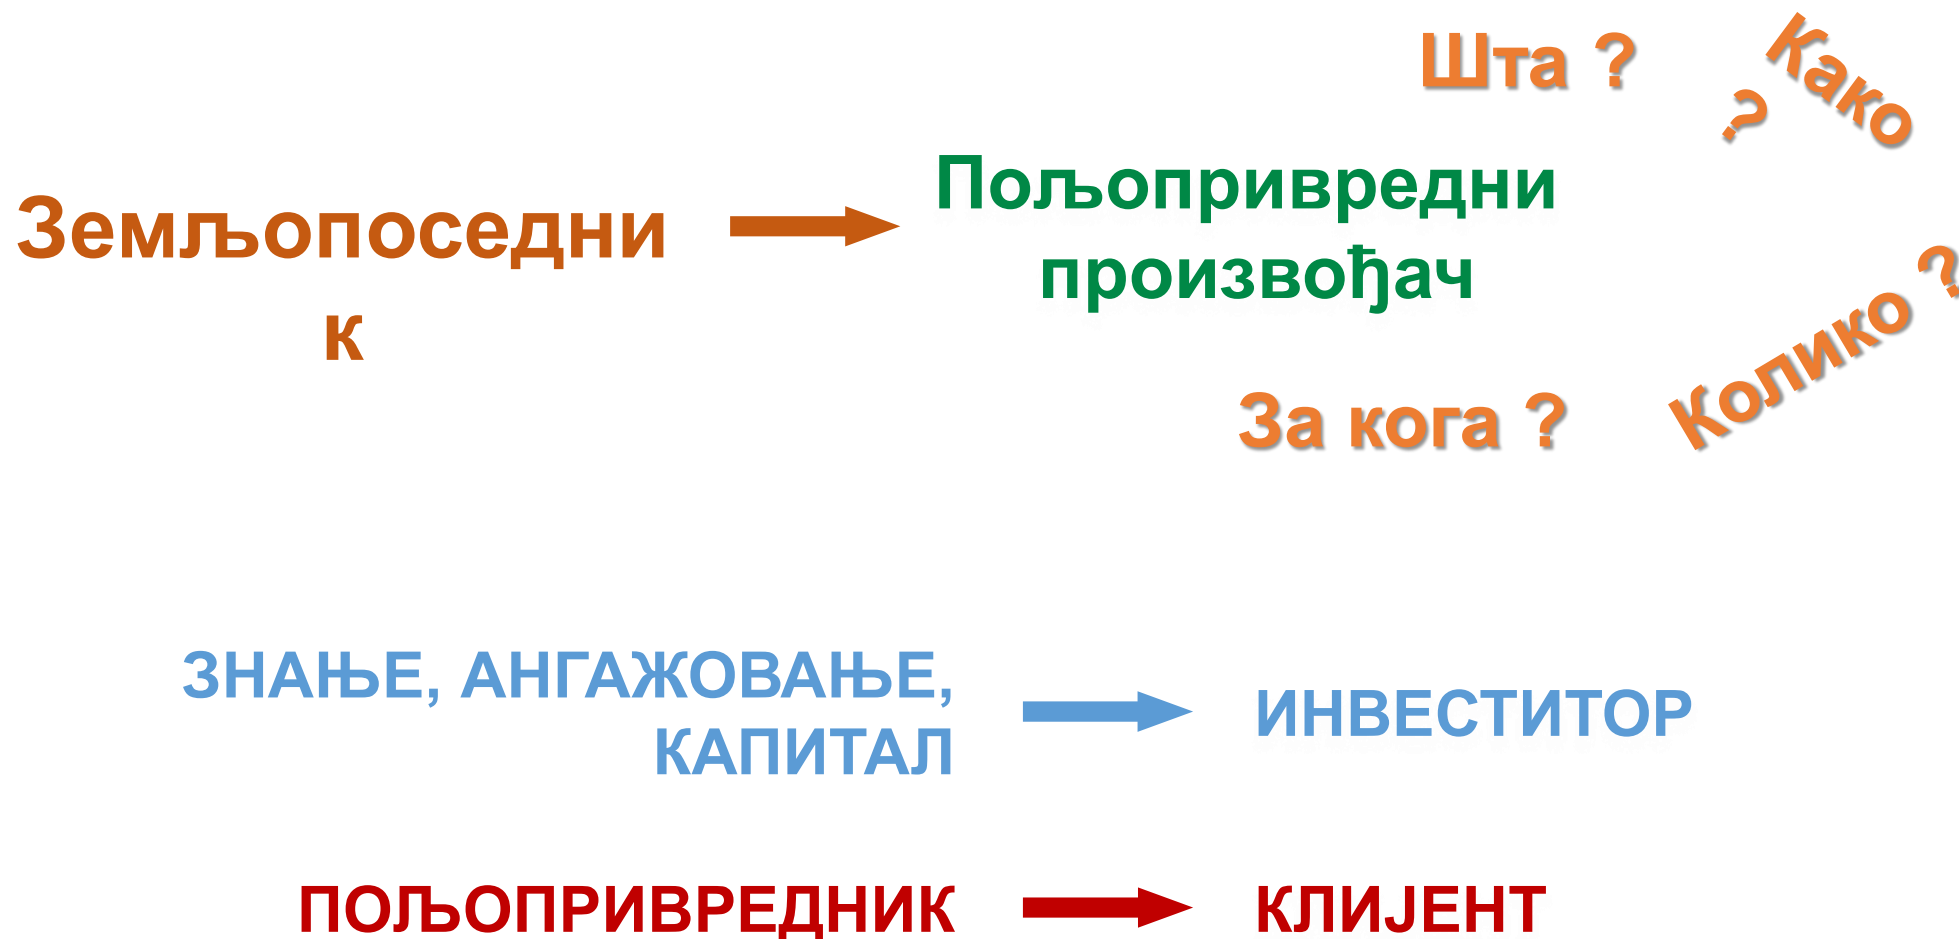 Шта ?
Како
?
Пољопривредни
произвођач
Земљопоседни
к
Колико ?
За кога ?
ЗНАЊЕ, АНГАЖОВАЊЕ,
КАПИТАЛ
ИНВЕСТИТОР
ПОЉОПРИВРЕДНИК
КЛИЈЕНТ